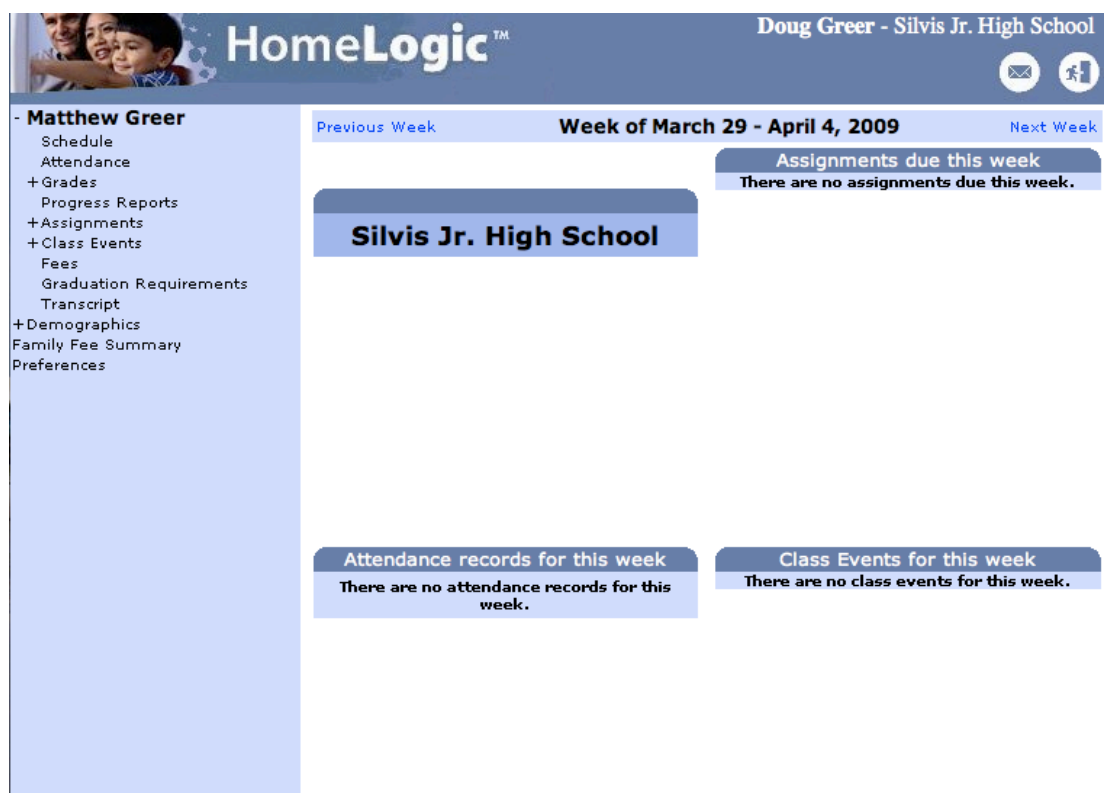 HomeLogic™
Doug Greer - Silvis Jr. High School
- Matthew Greer
Schedule
Attendance
+Grades
Progress Reports
+Assignments
+Class Events
Fees
Graduation Requirements
Transcript
+Demographics
Family Fee Summary
Preferences
Previous Week
Week of March 29 - April 4, 2009
Next Week
Silvis Jr. High School
Assignments due this week
There are no assignments due this week.
Attendance records for this week
There are no attendance records for this
week.
Class Events for this week
There are no class events for this week.